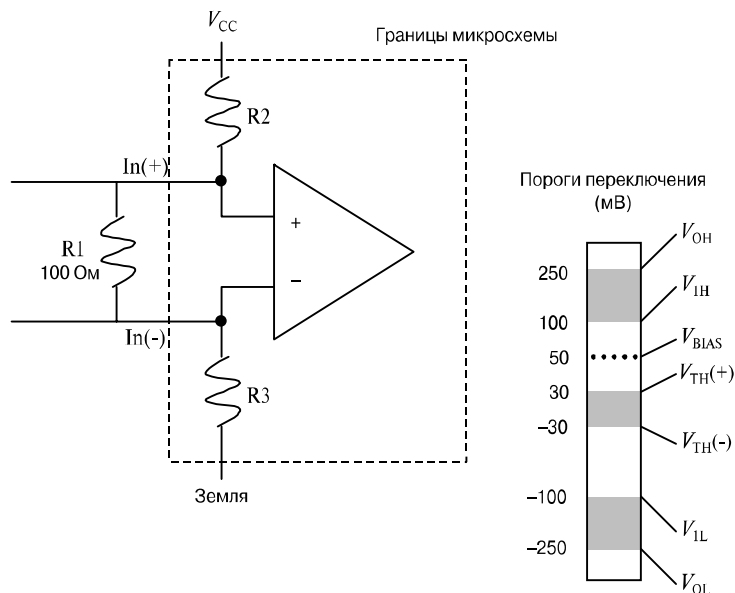 V_CC
Границы микросхемы
R2
In(+)
R1
100 Ом
+
−
In(-)
R3
Земля
Пороги переключения
(мВ)
V_OH
250
V_1H
100
V_BIAS
50
V_TH(+)
30
−30
V_TH(-)
−100
V_1L
−250
V_OL